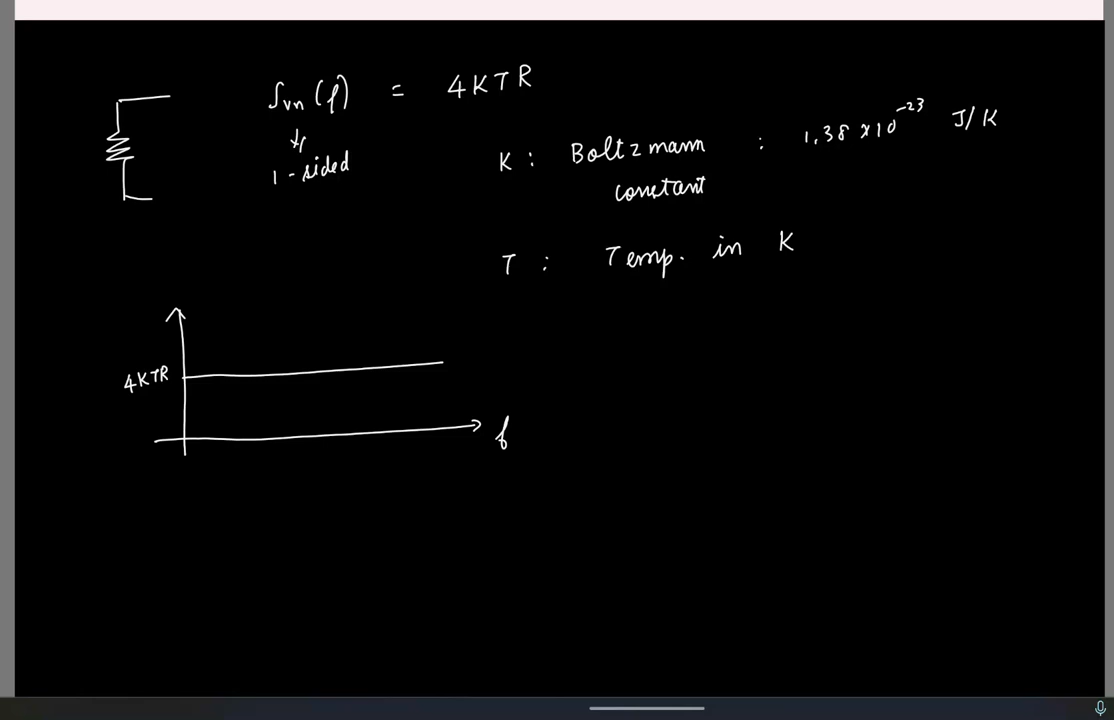 Svn(f) = 4KTR
1-sided
K : Boltzmann : 1.38 × 10⁻²³ J/K
constant
T : Temp. in K
4KTR
f